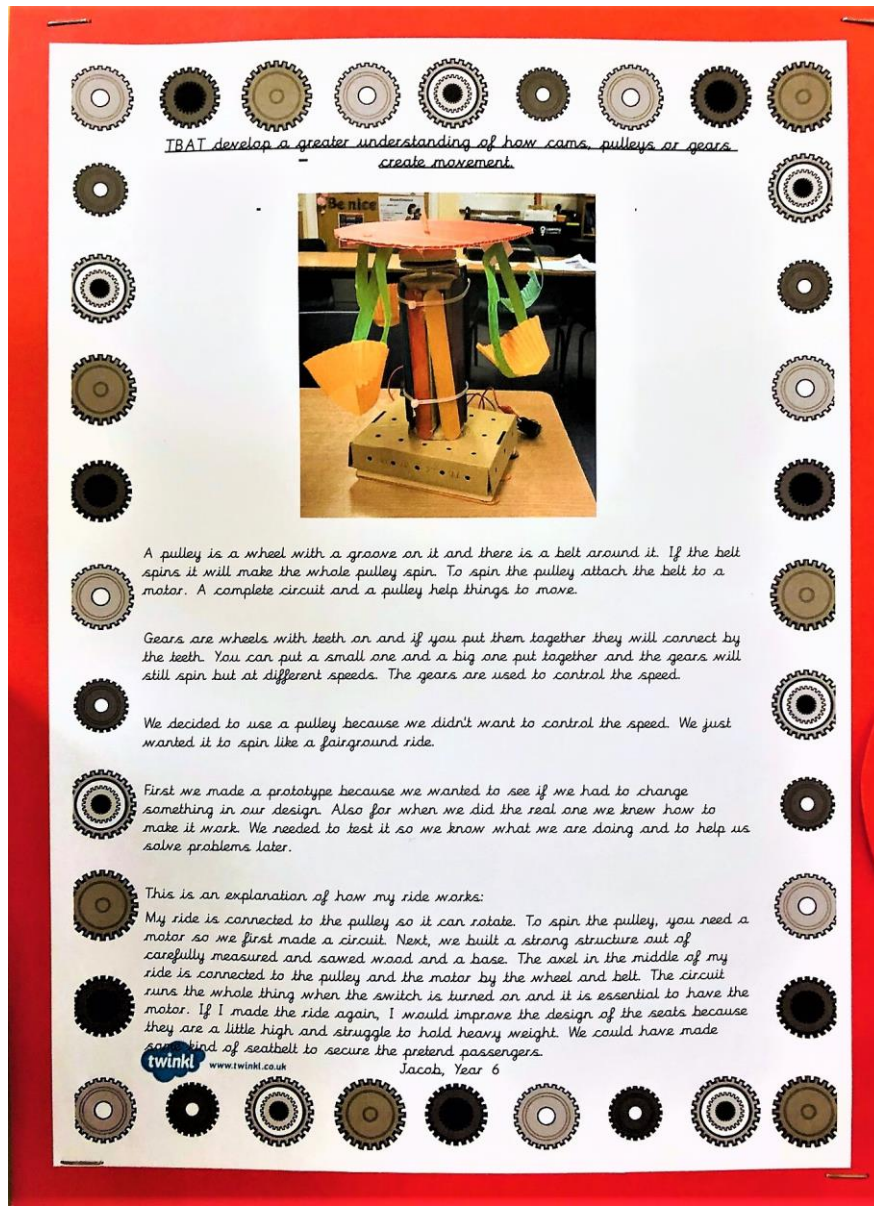 TBAT develop a greater understanding of how cams, pulleys or gears
create movement.
Be nice
A pulley is a wheel with a groove on it and there is a belt around it. If the belt
spins it will make the whole pulley spin. To spin the pulley attach the belt to a
motor. A complete circuit and a pulley help things to move.
Gears are wheels with teeth on and if you put them together they will connect by
the teeth. You can put a small one and a big one put together and the gears will
still spin but at different speeds. The gears are used to control the speed.
We decided to use a pulley because we didn't want to control the speed. We just
wanted it to spin like a fairground ride.
First we made a prototype because we wanted to see if we had to change
something in our design. Also for when we did the real one we knew how to
make it work. We needed to test it so we know what we are doing and to help us
solve problems later.
This is an explanation of how my ride works:
My ride is connected to the pulley so it can rotate. To spin the pulley, you need a
motor so we first made a circuit. Next, we built a strong structure out of
carefully measured and sawed wood and a base. The axel in the middle of my
ride is connected to the pulley and the motor by the wheel and belt. The circuit
runs the whole thing when the switch is turned on and it is essential to have the
motor. If I made the ride again, I would improve the design of the seats because
they are a little high and struggle to hold heavy weight. We could have made
some kind of seatbelt to secure the pretend passengers.
twinkl www.twinkl.co.uk
Jacob, Year 6